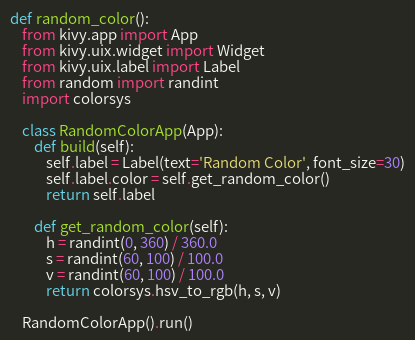 def random_color():
    from kivy.app import App
    from kivy.uix.widget import Widget
    from kivy.uix.label import Label
    from random import randint
    import colorsys

    class RandomColorApp(App):
        def build(self):
            self.label = Label(text='Random Color', font_size=30)
            self.label.color = self.get_random_color()
            return self.label

        def get_random_color(self):
            h = randint(0, 360) / 360.0
            s = randint(60, 100) / 100.0
            v = randint(60, 100) / 100.0
            return colorsys.hsv_to_rgb(h, s, v)

    RandomColorApp().run()